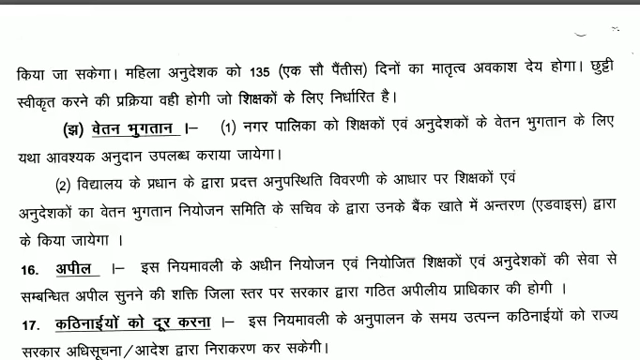 किया जा सकेगा। महिला अनुदेशक को 135 (एक सौ पैंतीस) दिनों का मातृत्व अवकाश देय होगा। छुट्टी
स्वीकृत करने की प्रक्रिया वही होगी जो शिक्षकों के लिए निर्धारित है।
(झ) वेतन भुगतान ।– (1) नगर पालिका को शिक्षकों एवं अनुदेशकों के वेतन भुगतान के लिए
यथा आवश्यक अनुदान उपलब्ध कराया जायेगा।
(2) विद्यालय के प्रधान के द्वारा प्रदत्त अनुपस्थिति विवरणी के आधार पर शिक्षकों एवं
अनुदेशकों का वेतन भुगतान नियोजन समिति के सचिव के द्वारा उनके बैंक खाते में अन्तरण (एडवाइस) द्वारा
के किया जायेगा ।
16. अपील ।– इस नियमावली के अधीन नियोजन एवं नियोजित शिक्षकों एवं अनुदेशकों की सेवा से
सम्बन्धित अपील सुनने की शक्ति जिला स्तर पर सरकार द्वारा गठित अपीलीय प्राधिकार की होगी ।
17. कठिनाईयों को दूर करना ।– इस नियमावली के अनुपालन के समय उत्पन्न कठिनाईयों को राज्य
सरकार अधिसूचना/आदेश द्वारा निराकरण कर सकेगी।